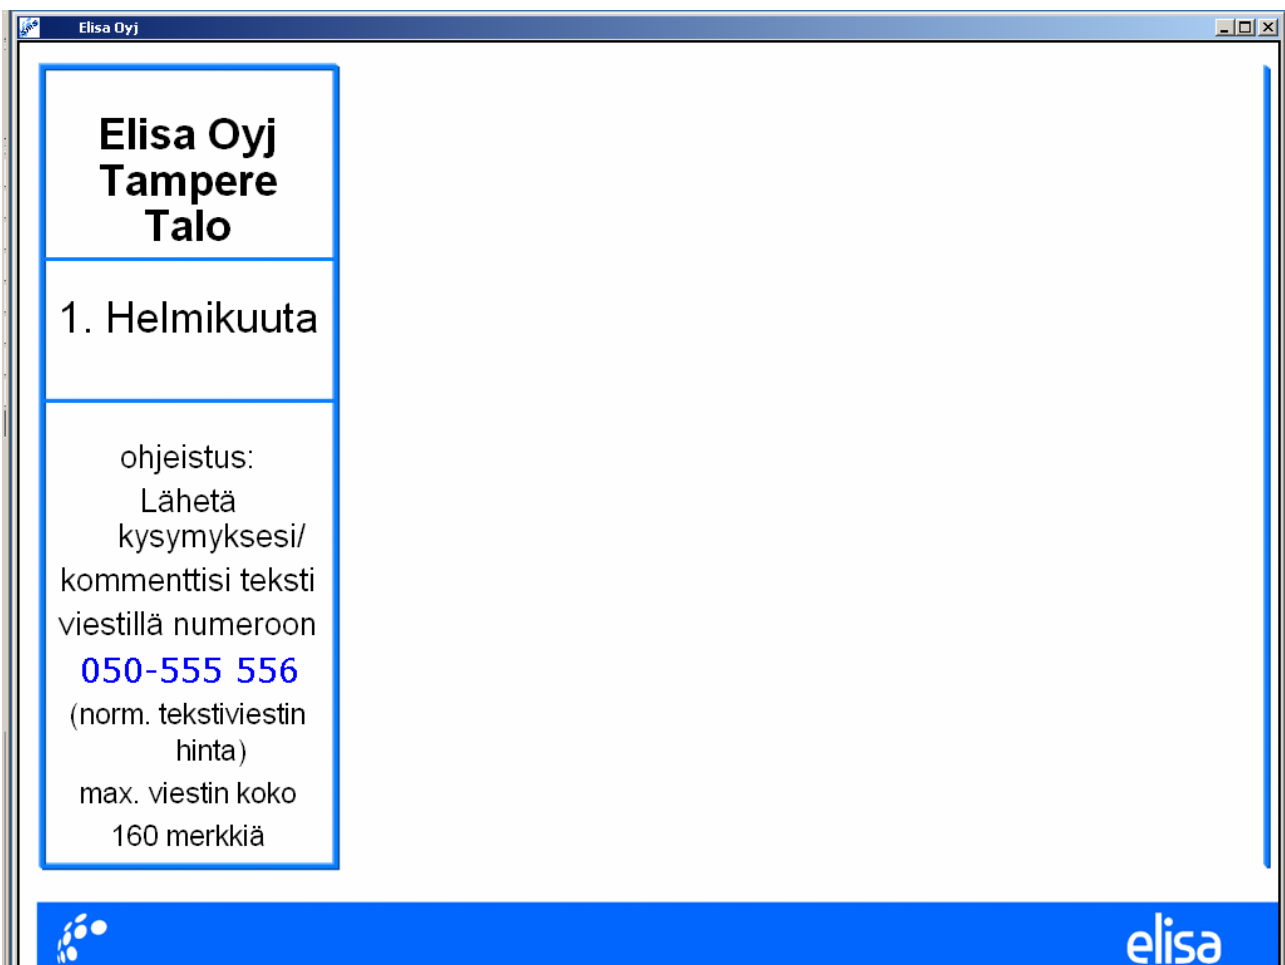 SMS
Elisa Oyj
Elisa Oyj
Tampere
Talo
1. Helmikuuta
ohjeistus:
Lähetä
kysymyksesi/
kommenttisi teksti
viestillä numeroon
050-555 556
(norm. tekstiviestin
hinta)
max. viestin koko
160 merkkiä
elisa